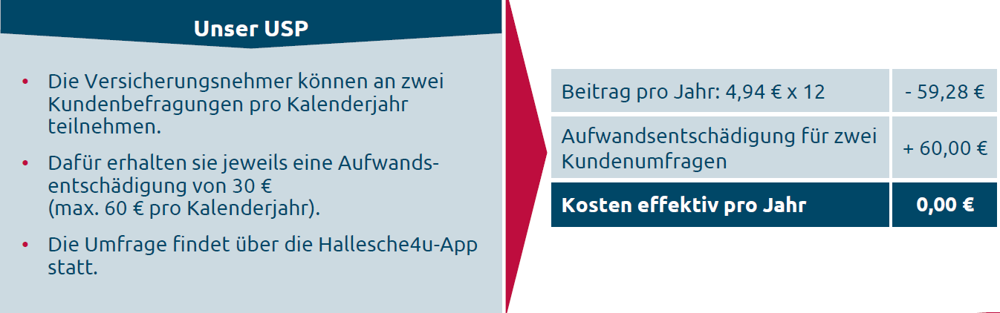 Unser USP
• Die Versicherungsnehmer können an zwei
Kundenbefragungen pro Kalenderjahr
teilnehmen.
• Dafür erhalten sie jeweils eine Aufwands-
entschädigung von 30 €
(max. 60 € pro Kalenderjahr).
• Die Umfrage findet über die Hallesche4u-App
statt.
Beitrag pro Jahr: 4,94 € x 12 - 59,28 €
Aufwandsentschädigung für zwei
Kundenumfragen + 60,00 €
Kosten effektiv pro Jahr 0,00 €